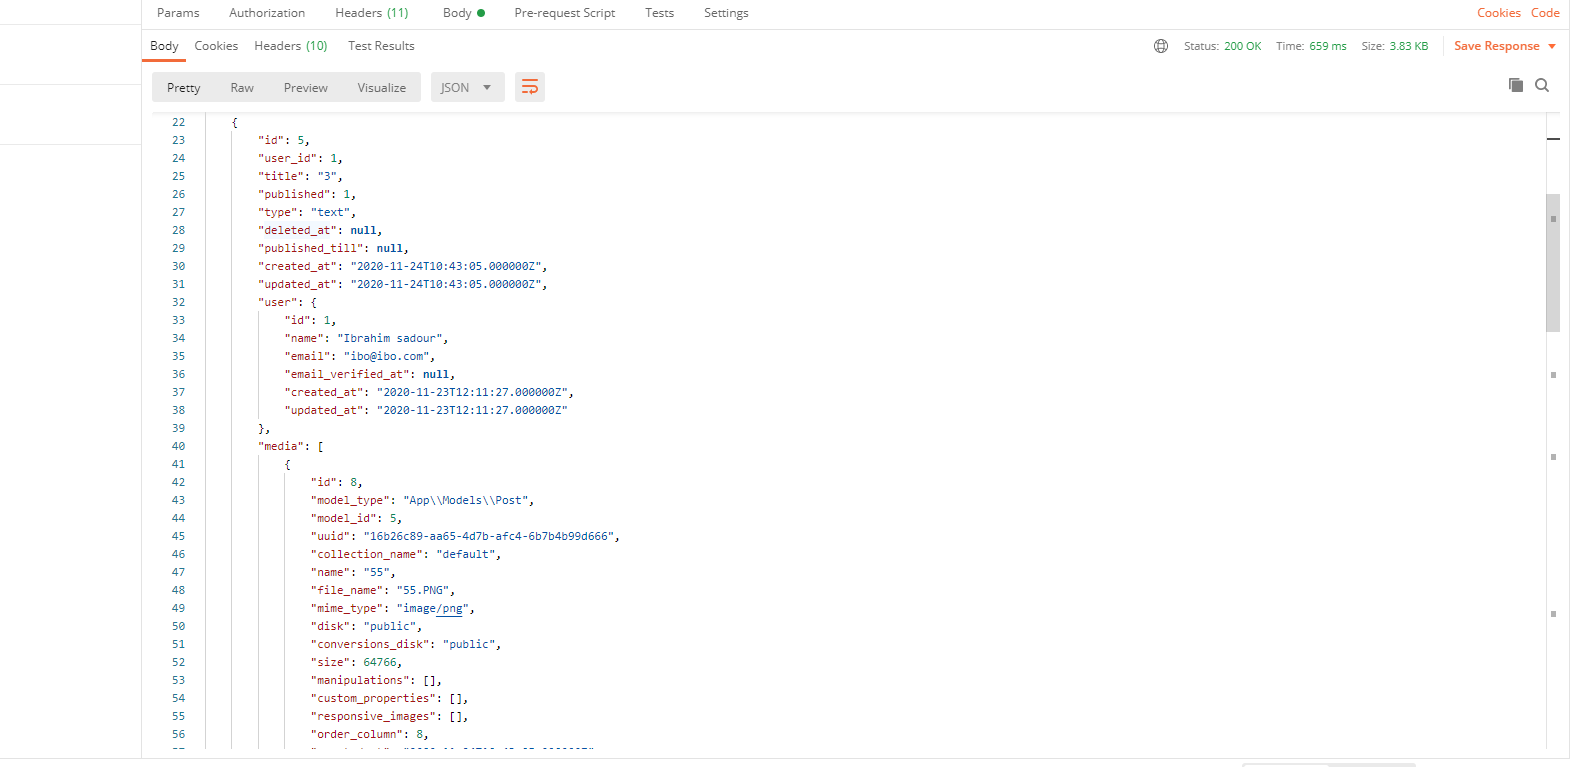 Params Authorization Headers (11) Body Pre-request Script Tests Settings Cookies Code
Body Cookies Headers (10) Test Results Status: 200 OK Time: 659 ms Size: 3.83 KB Save Response
Pretty Raw Preview Visualize JSON
22 {
23 "id": 5,
24 "user_id": 1,
25 "title": "3",
26 "published": 1,
27 "type": "text",
28 "deleted_at": null,
29 "published_till": null,
30 "created_at": "2020-11-24T10:43:05.000000Z",
31 "updated_at": "2020-11-24T10:43:05.000000Z",
32 "user": {
33 "id": 1,
34 "name": "Ibrahim sadour",
35 "email": "ibo@ibo.com",
36 "email_verified_at": null,
37 "created_at": "2020-11-23T12:11:27.000000Z",
38 "updated_at": "2020-11-23T12:11:27.000000Z"
39 },
40 "media": [
41 {
42 "id": 8,
43 "model_type": "App\\Models\\Post",
44 "model_id": 5,
45 "uuid": "16b26c89-aa65-4d7b-afc4-6b7b4b99d666",
46 "collection_name": "default",
47 "name": "55",
48 "file_name": "55.PNG",
49 "mime_type": "image/png",
50 "disk": "public",
51 "conversions_disk": "public",
52 "size": 64766,
53 "manipulations": [],
54 "custom_properties": [],
55 "responsive_images": [],
56 "order_column": 8,